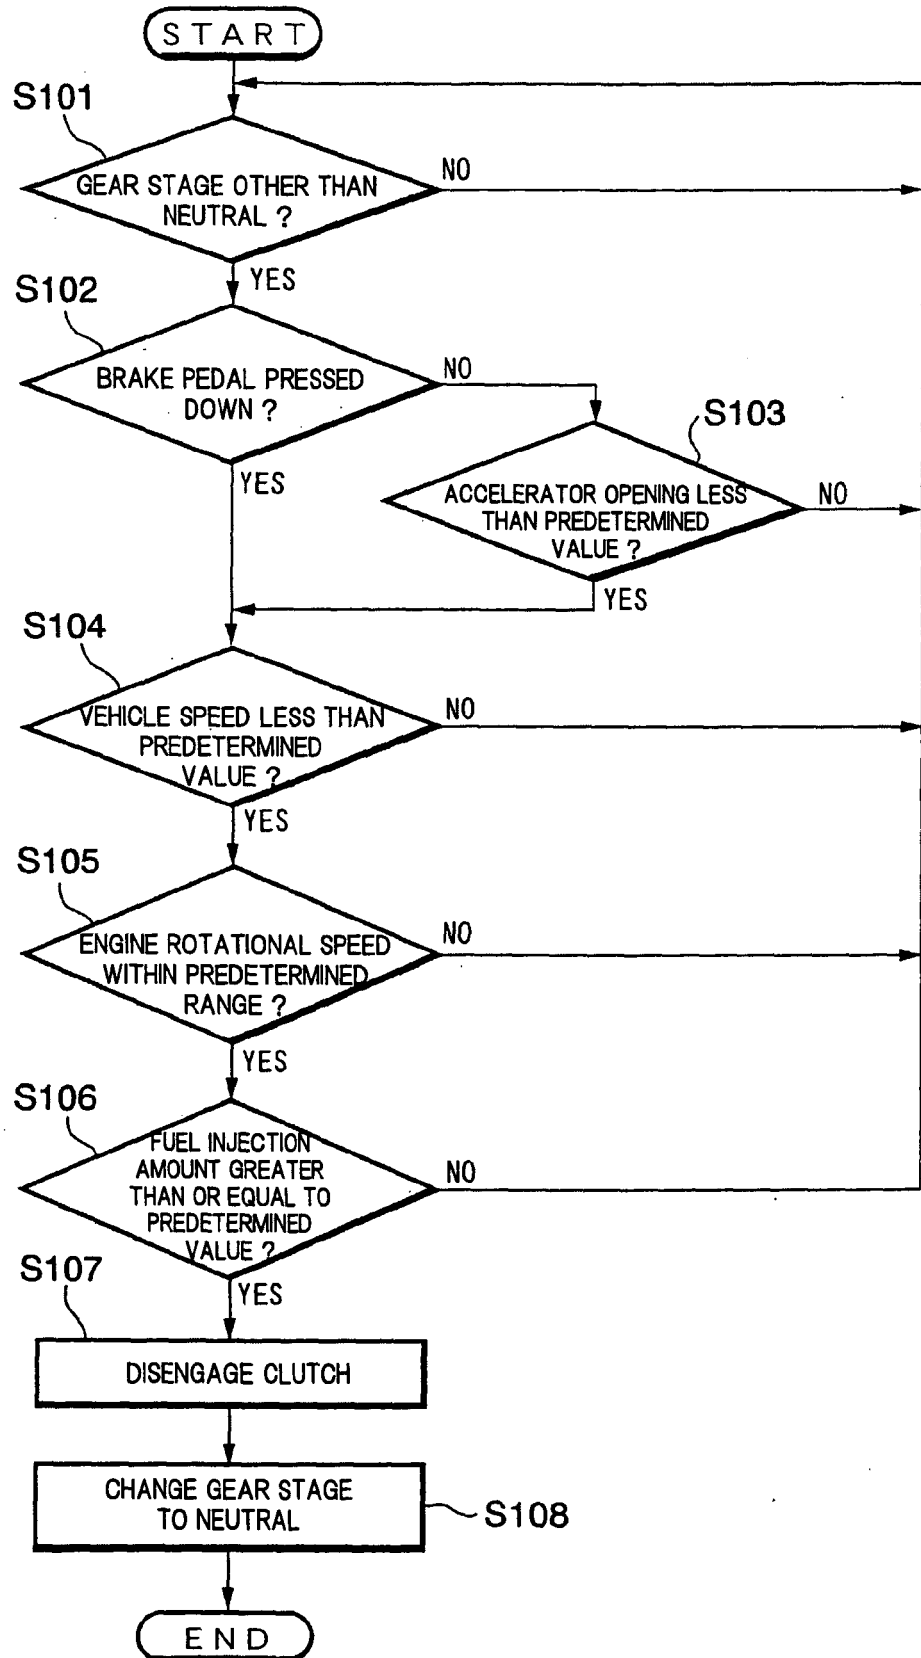 START
S101
GEAR STAGE OTHER THAN
NEUTRAL ?
NO
YES
S102
BRAKE PEDAL PRESSED
DOWN ?
NO
YES
S103
ACCELERATOR OPENING LESS
THAN PREDETERMINED
VALUE ?
NO
YES
S104
VEHICLE SPEED LESS THAN
PREDETERMINED
VALUE ?
NO
YES
S105
ENGINE ROTATIONAL SPEED
WITHIN PREDETERMINED
RANGE ?
NO
YES
S106
FUEL INJECTION
AMOUNT GREATER
THAN OR EQUAL TO
PREDETERMINED
VALUE ?
NO
YES
S107
DISENGAGE CLUTCH
CHANGE GEAR STAGE
TO NEUTRAL
S108
END